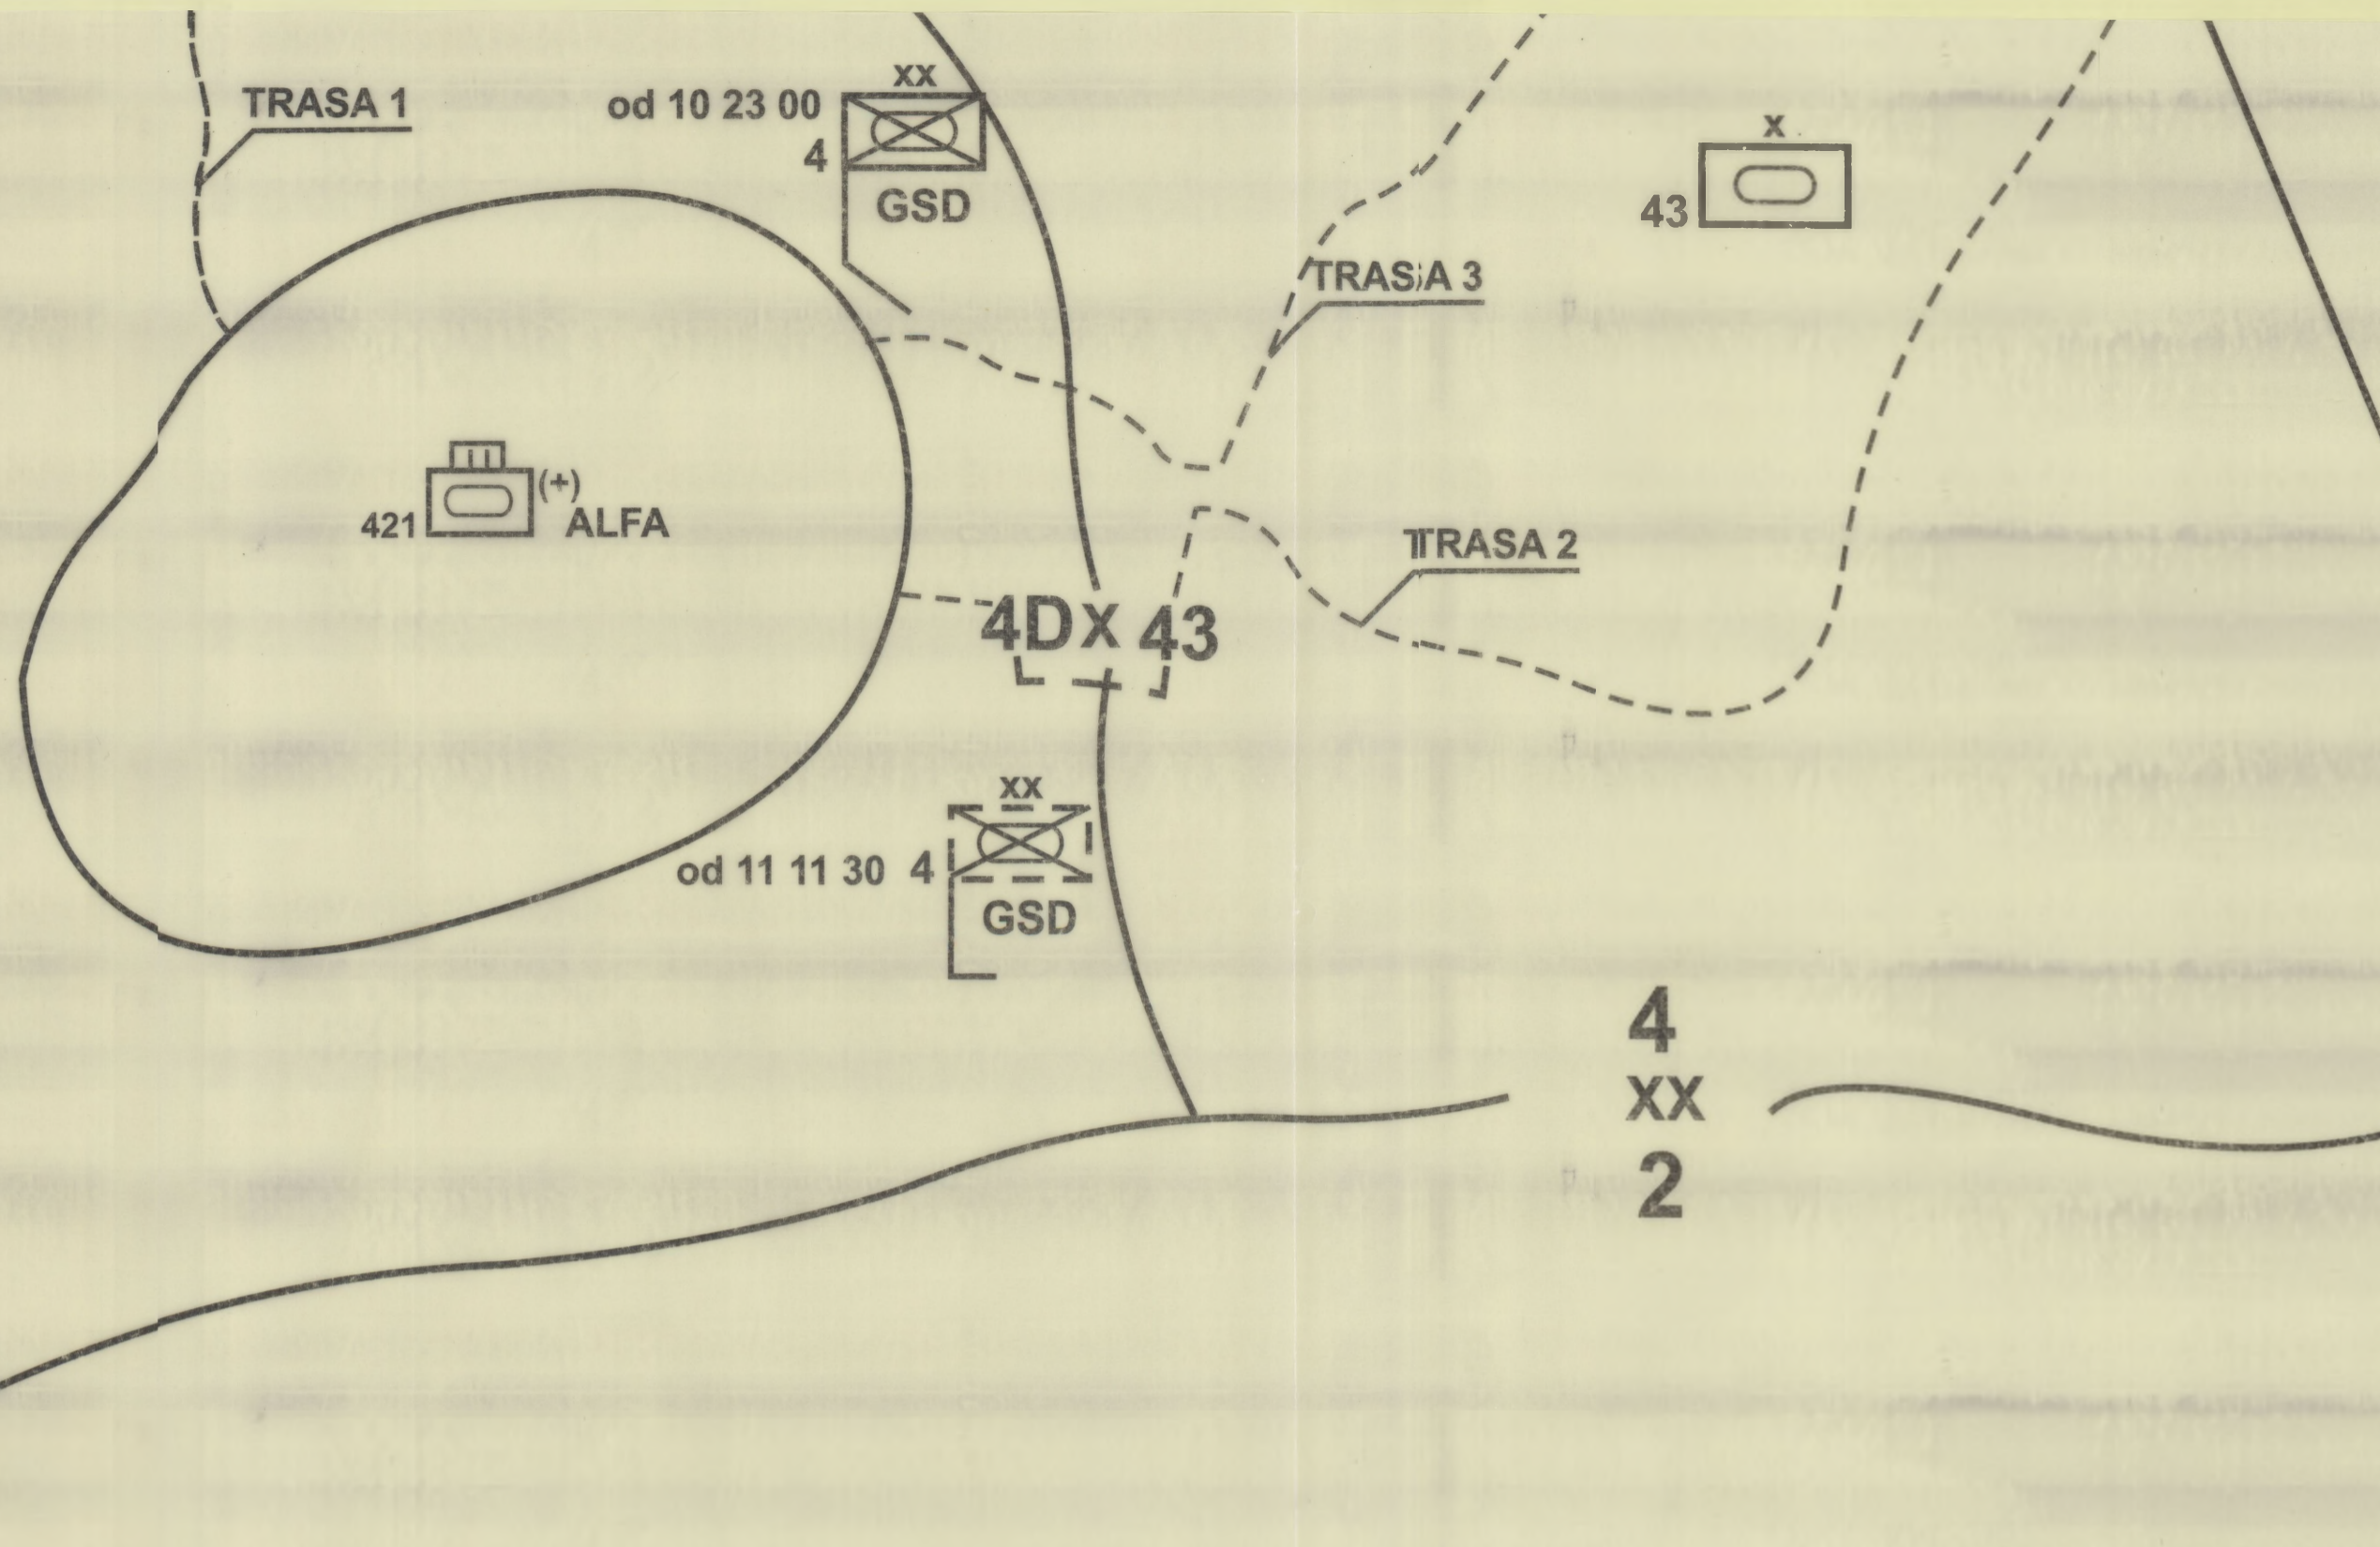 TRASA 1
xx
od 10 23 00
4
GSD
x
43
TRASA 3
421
(+)
ALFA
TRASA 2
4D X 43
xx
od 11 11 30 4
GSD
4
XX
2